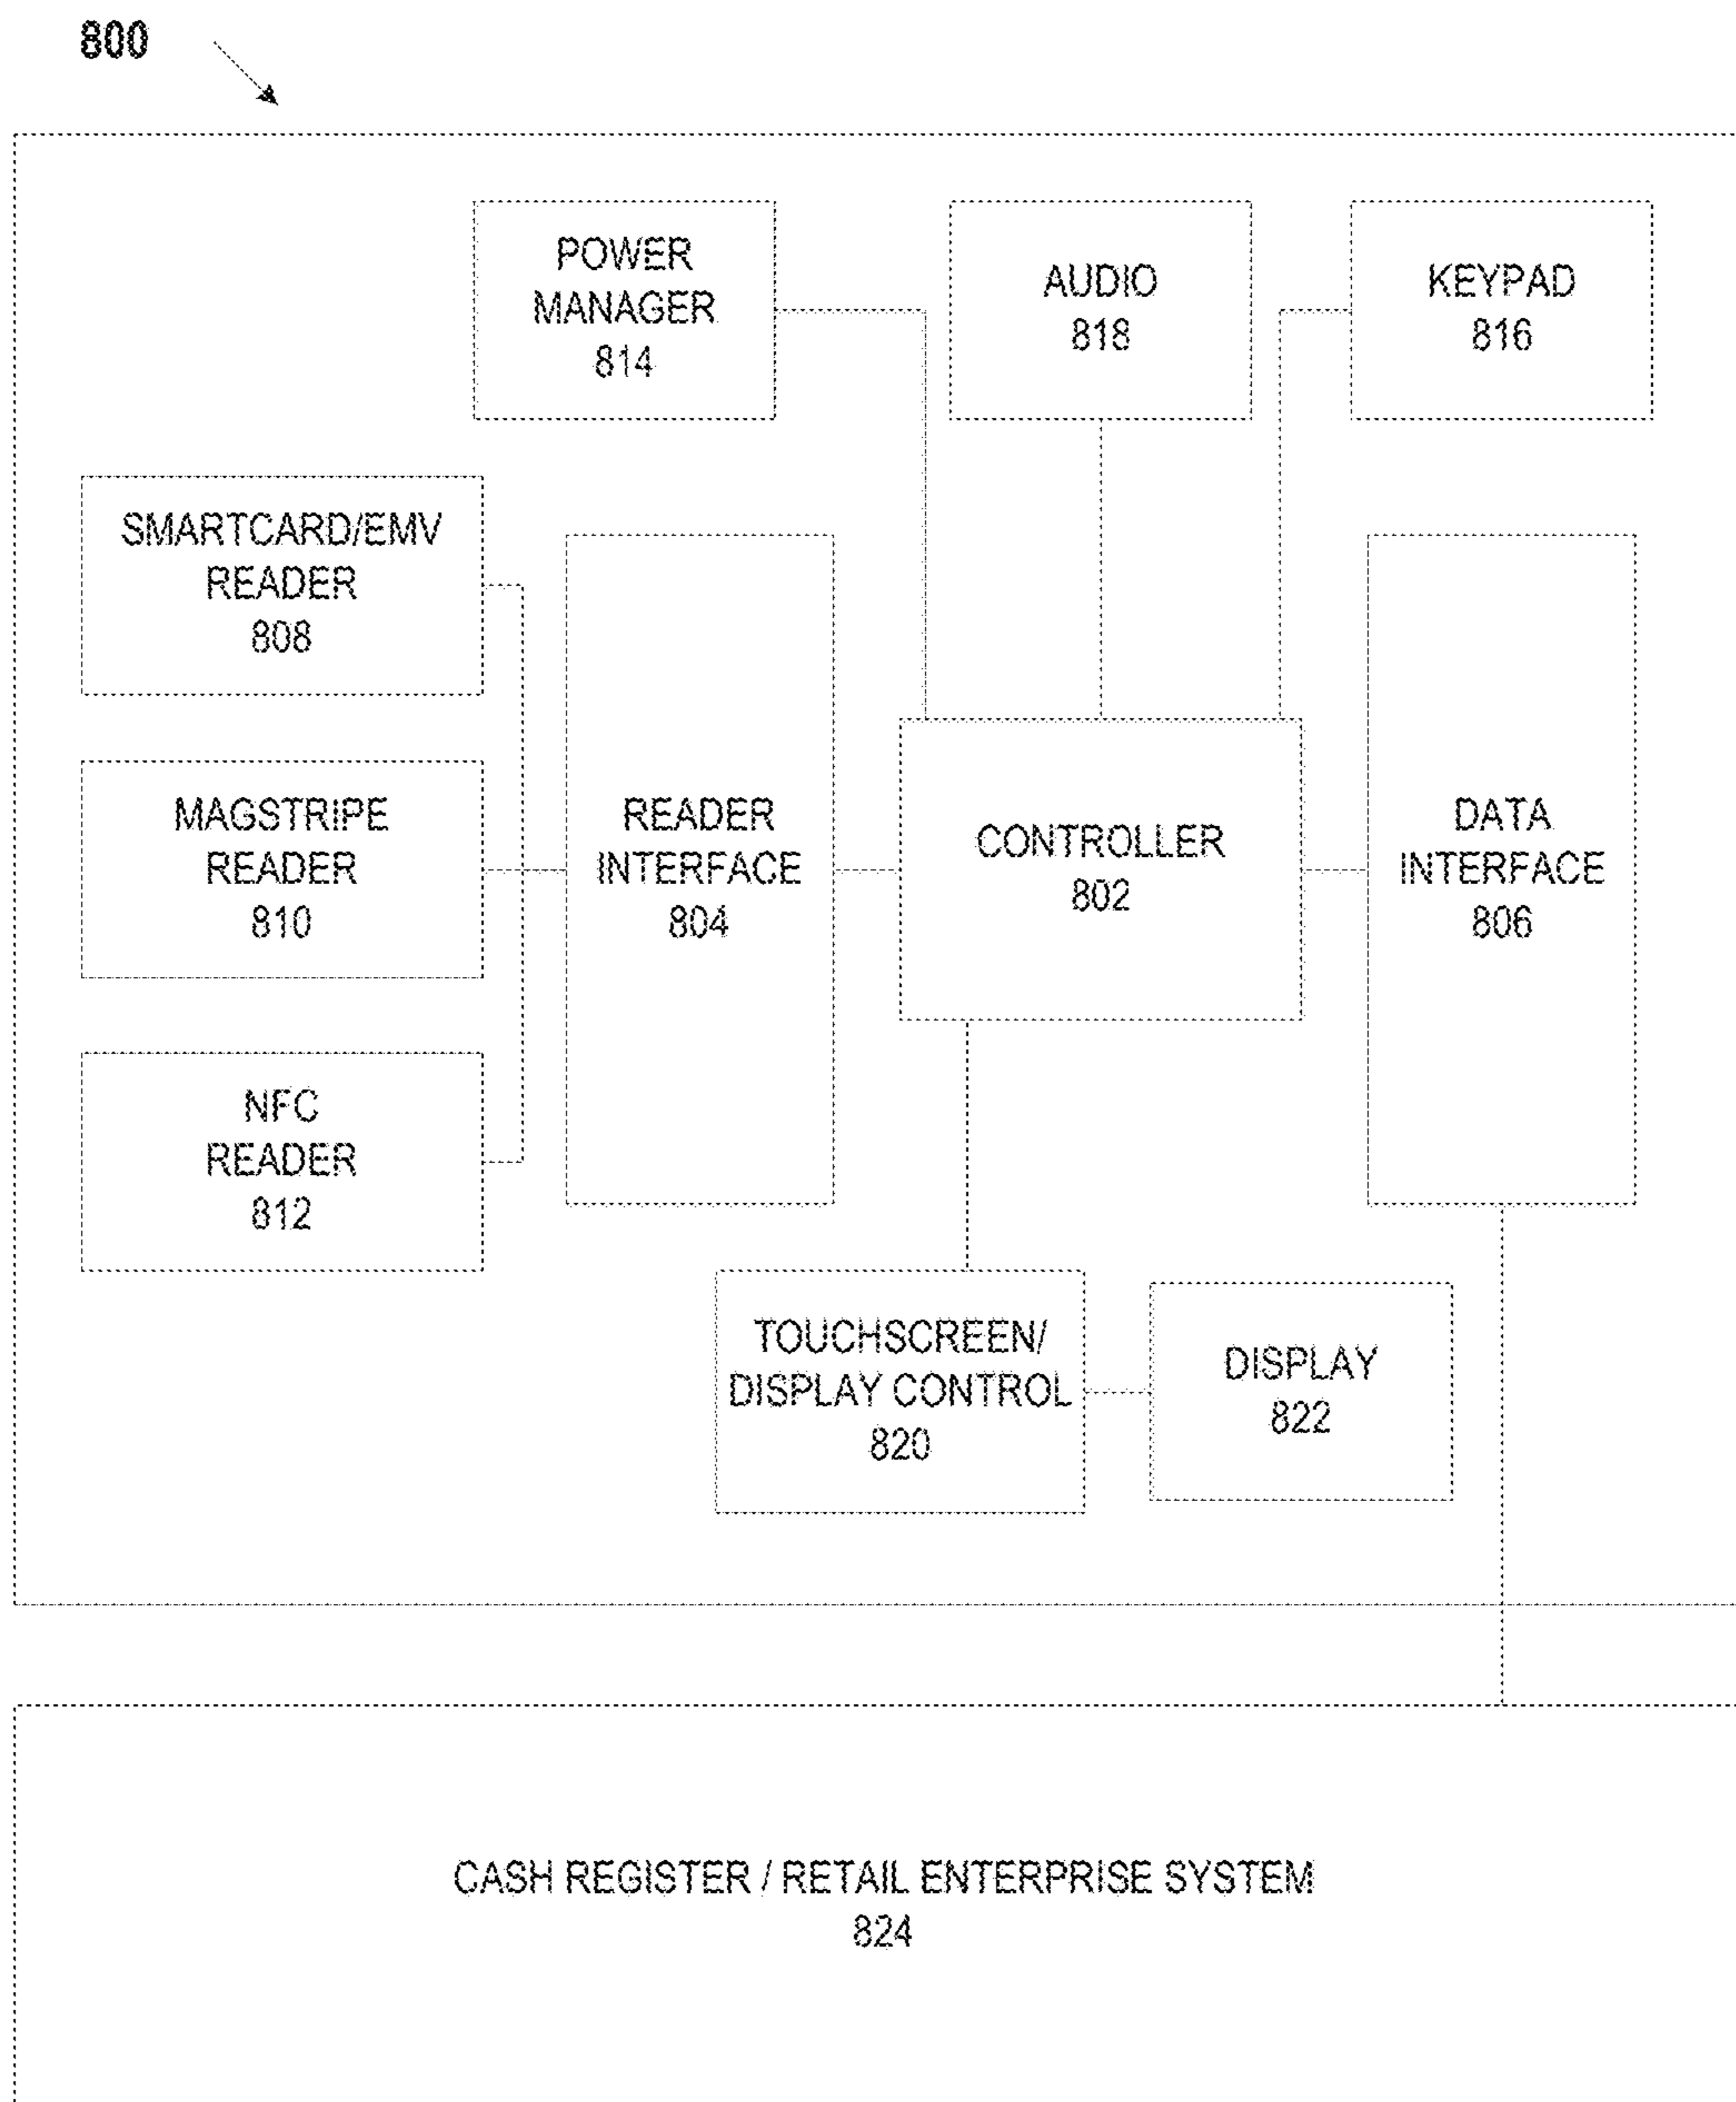 800
POWER
MANAGER
814
AUDIO
818
KEYPAD
816
SMARTCARD/EMV
READER
808
MAGSTRIPE
READER
810
NFC
READER
812
READER
INTERFACE
804
CONTROLLER
802
DATA
INTERFACE
806
TOUCHSCREEN/
DISPLAY CONTROL
820
DISPLAY
822
CASH REGISTER / RETAIL ENTERPRISE SYSTEM
824